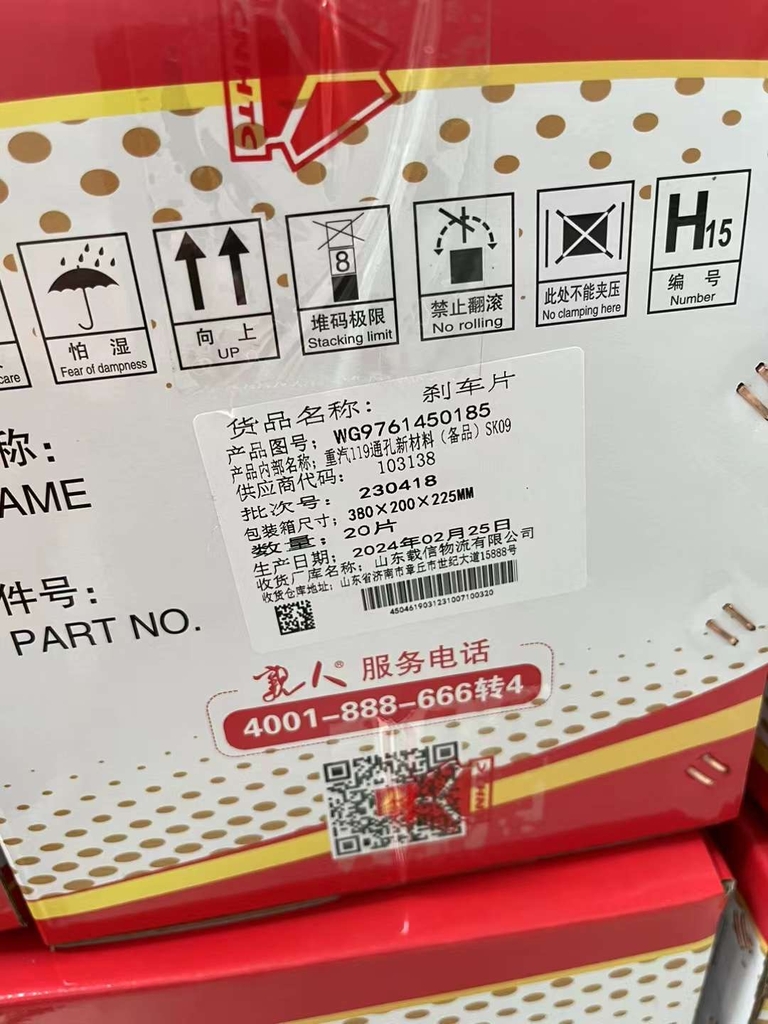 CNHTC
8
H15
care
怕 湿
Fear of dampness
向 上
UP
堆码极限
Stacking limit
禁止翻滚
No rolling
此处不能夹压
No clamping here
编 号
Number
称:
AME
件号:
PART NO.
货品名称: 刹车片
产品图号: WG9761450185
产品内部名称: 重汽119通孔新材料(备品)SK09
供应商代码: 103138
批次号: 230418
包装箱尺寸: 380×200×225MM
数量: 20片
生产日期: 2024年02月25日
收货厂库名称: 山东载信物流有限公司
收货仓库地址: 山东省济南市章丘市世纪大道15888号
4504619031231007100320
亲人® 服务电话
4001-888-666转4